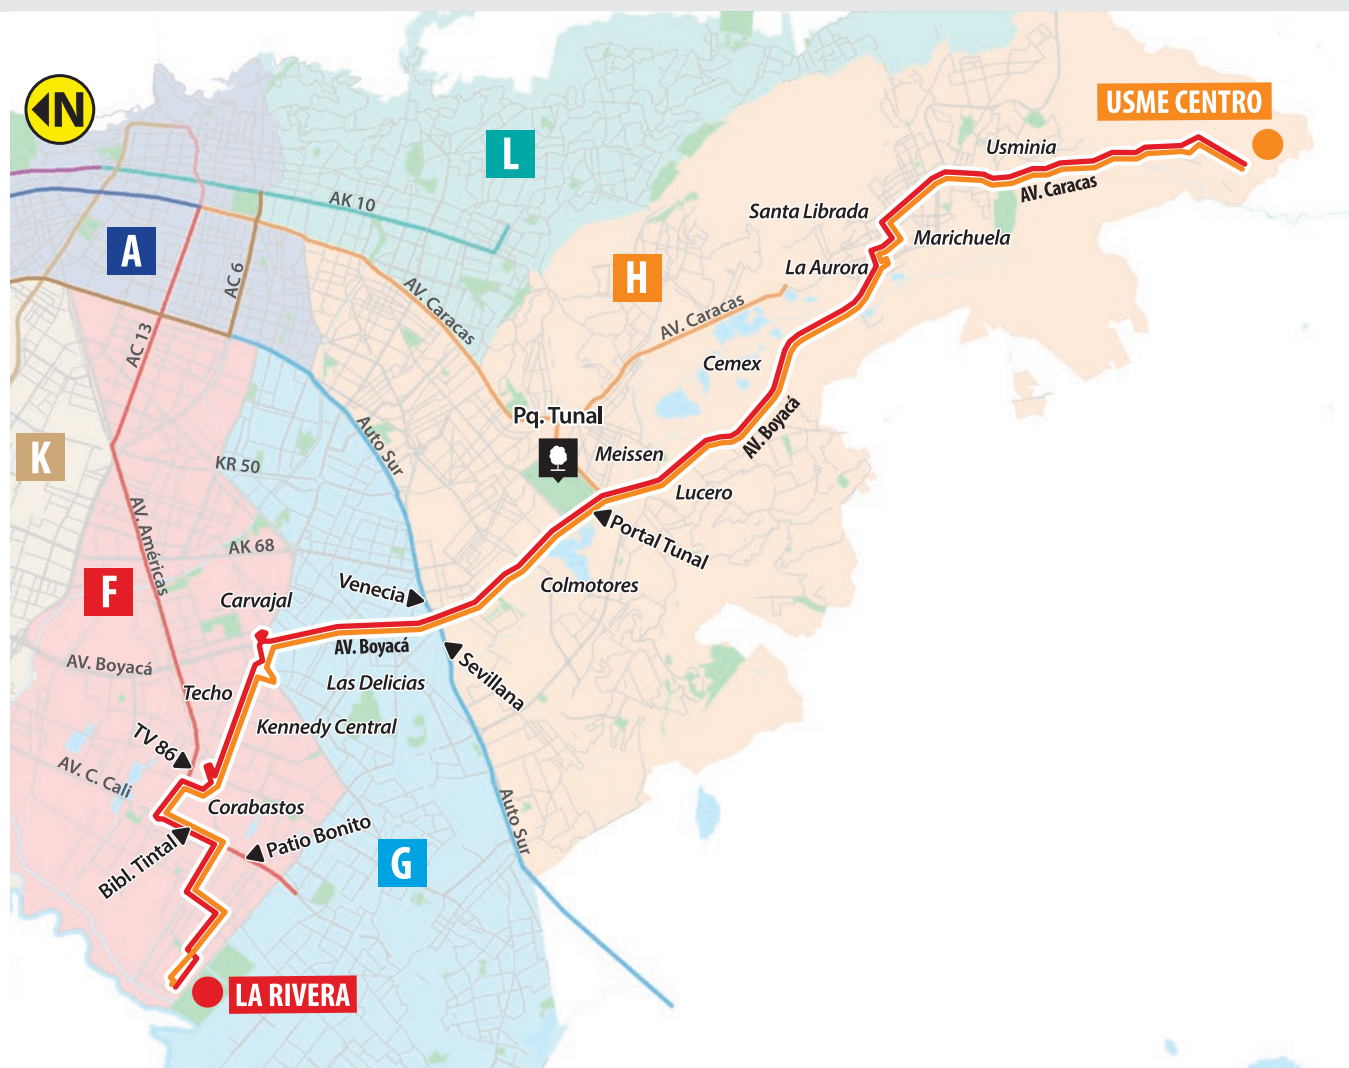 N
USME CENTRO
Usminia
L
AV. Caracas
AK 10
Santa Librada
A
Marichuela
H
La Aurora
AC 6
AV. Caracas
AV. Caracas
AC 13
Cemex
Pq. Tunal
AV. Boyacá
Auto Sur
K
Meissen
KR 50
Lucero
AV. Américas
Portal Tunal
AK 68
F
Venecia
Colmotores
Carvajal
AV. Boyacá
AV. Boyacá
Sevillana
Techo
Las Delicias
Kennedy Central
TV 86
AV. C. Cali
Corabastos
Auto Sur
Patio Bonito
Bibl. Tintal
G
LA RIVERA